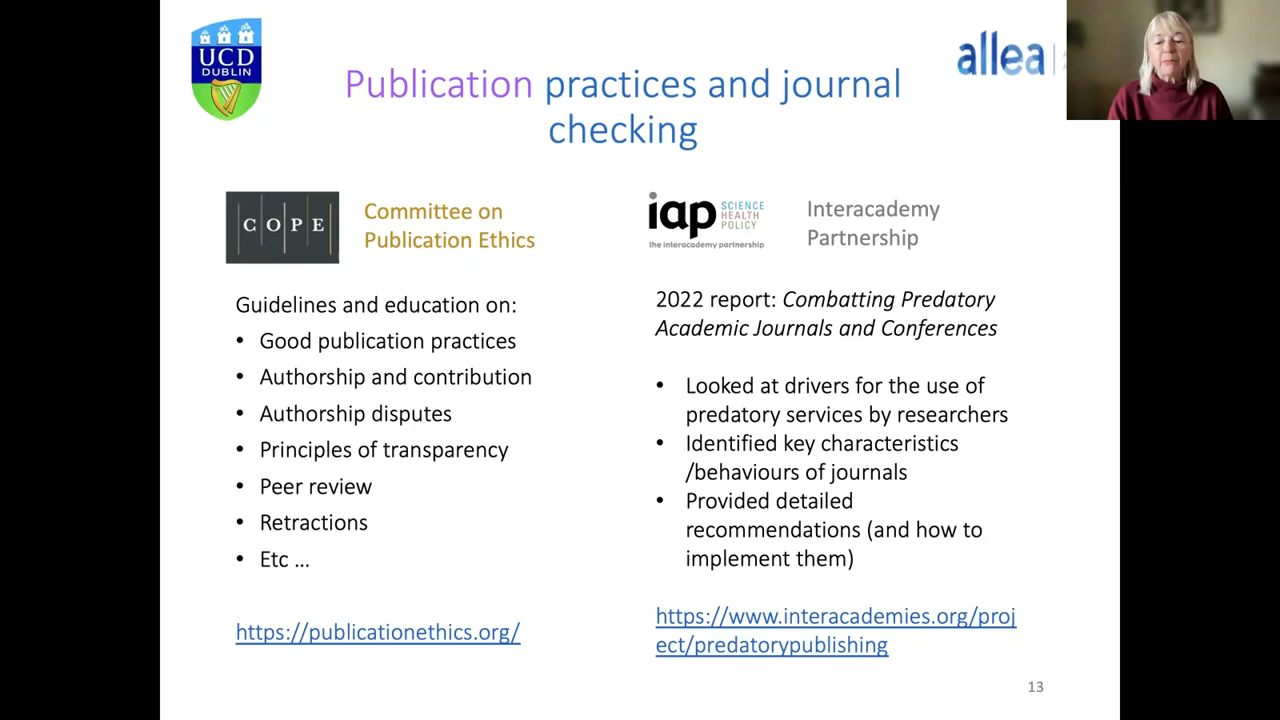 UCD
DUBLIN
allea
Publication practices and journal
checking
COPE
Committee on
Publication Ethics
iap
SCIENCE
HEALTH
POLICY
the interacademy partnership
Interacademy
Partnership
Guidelines and education on:
• Good publication practices
• Authorship and contribution
• Authorship disputes
• Principles of transparency
• Peer review
• Retractions
• Etc ...
https://publicationethics.org/
2022 report: Combatting Predatory
Academic Journals and Conferences
• Looked at drivers for the use of
predatory services by researchers
• Identified key characteristics
/behaviours of journals
• Provided detailed
recommendations (and how to
implement them)
https://www.interacademies.org/proj
ect/predatorypublishing
13